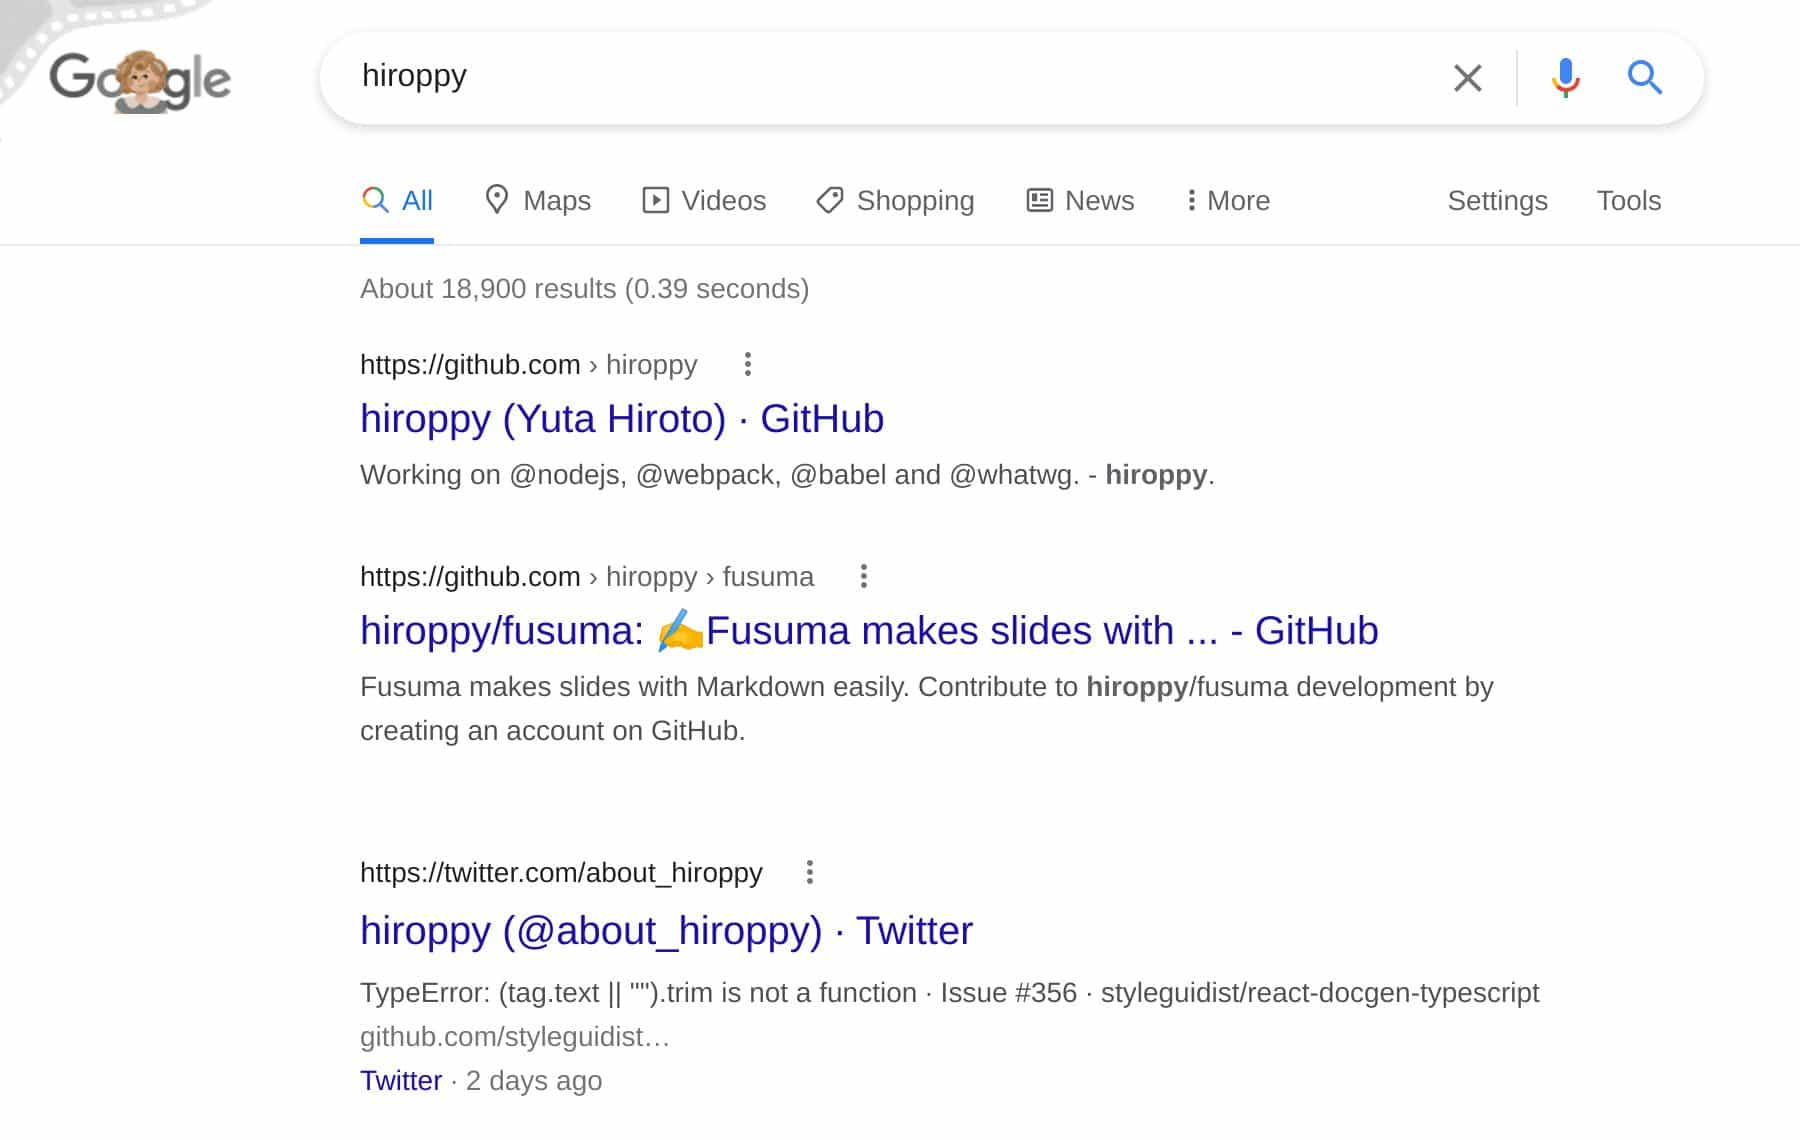 Google
hiroppy
All Maps Videos Shopping News More Settings Tools
About 18,900 results (0.39 seconds)
https://github.com › hiroppy
hiroppy (Yuta Hiroto) · GitHub
Working on @nodejs, @webpack, @babel and @whatwg. - hiroppy.
https://github.com › hiroppy › fusuma
hiroppy/fusuma: ✍️Fusuma makes slides with ... - GitHub
Fusuma makes slides with Markdown easily. Contribute to hiroppy/fusuma development by
creating an account on GitHub.
https://twitter.com/about_hiroppy
hiroppy (@about_hiroppy) · Twitter
TypeError: (tag.text || "").trim is not a function · Issue #356 · styleguidist/react-docgen-typescript
github.com/styleguidist…
Twitter · 2 days ago